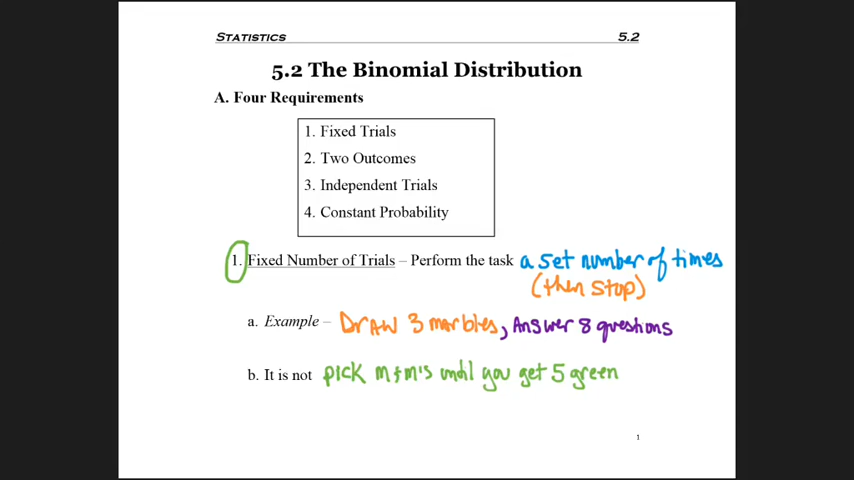 STATISTICS 5.2
5.2 The Binomial Distribution
A. Four Requirements
1. Fixed Trials
2. Two Outcomes
3. Independent Trials
4. Constant Probability
1. Fixed Number of Trials – Perform the task a set number of times
(then stop)
a. Example – Draw 3 marbles, Answer 8 questions
b. It is not pick m+m's until you get 5 green
1